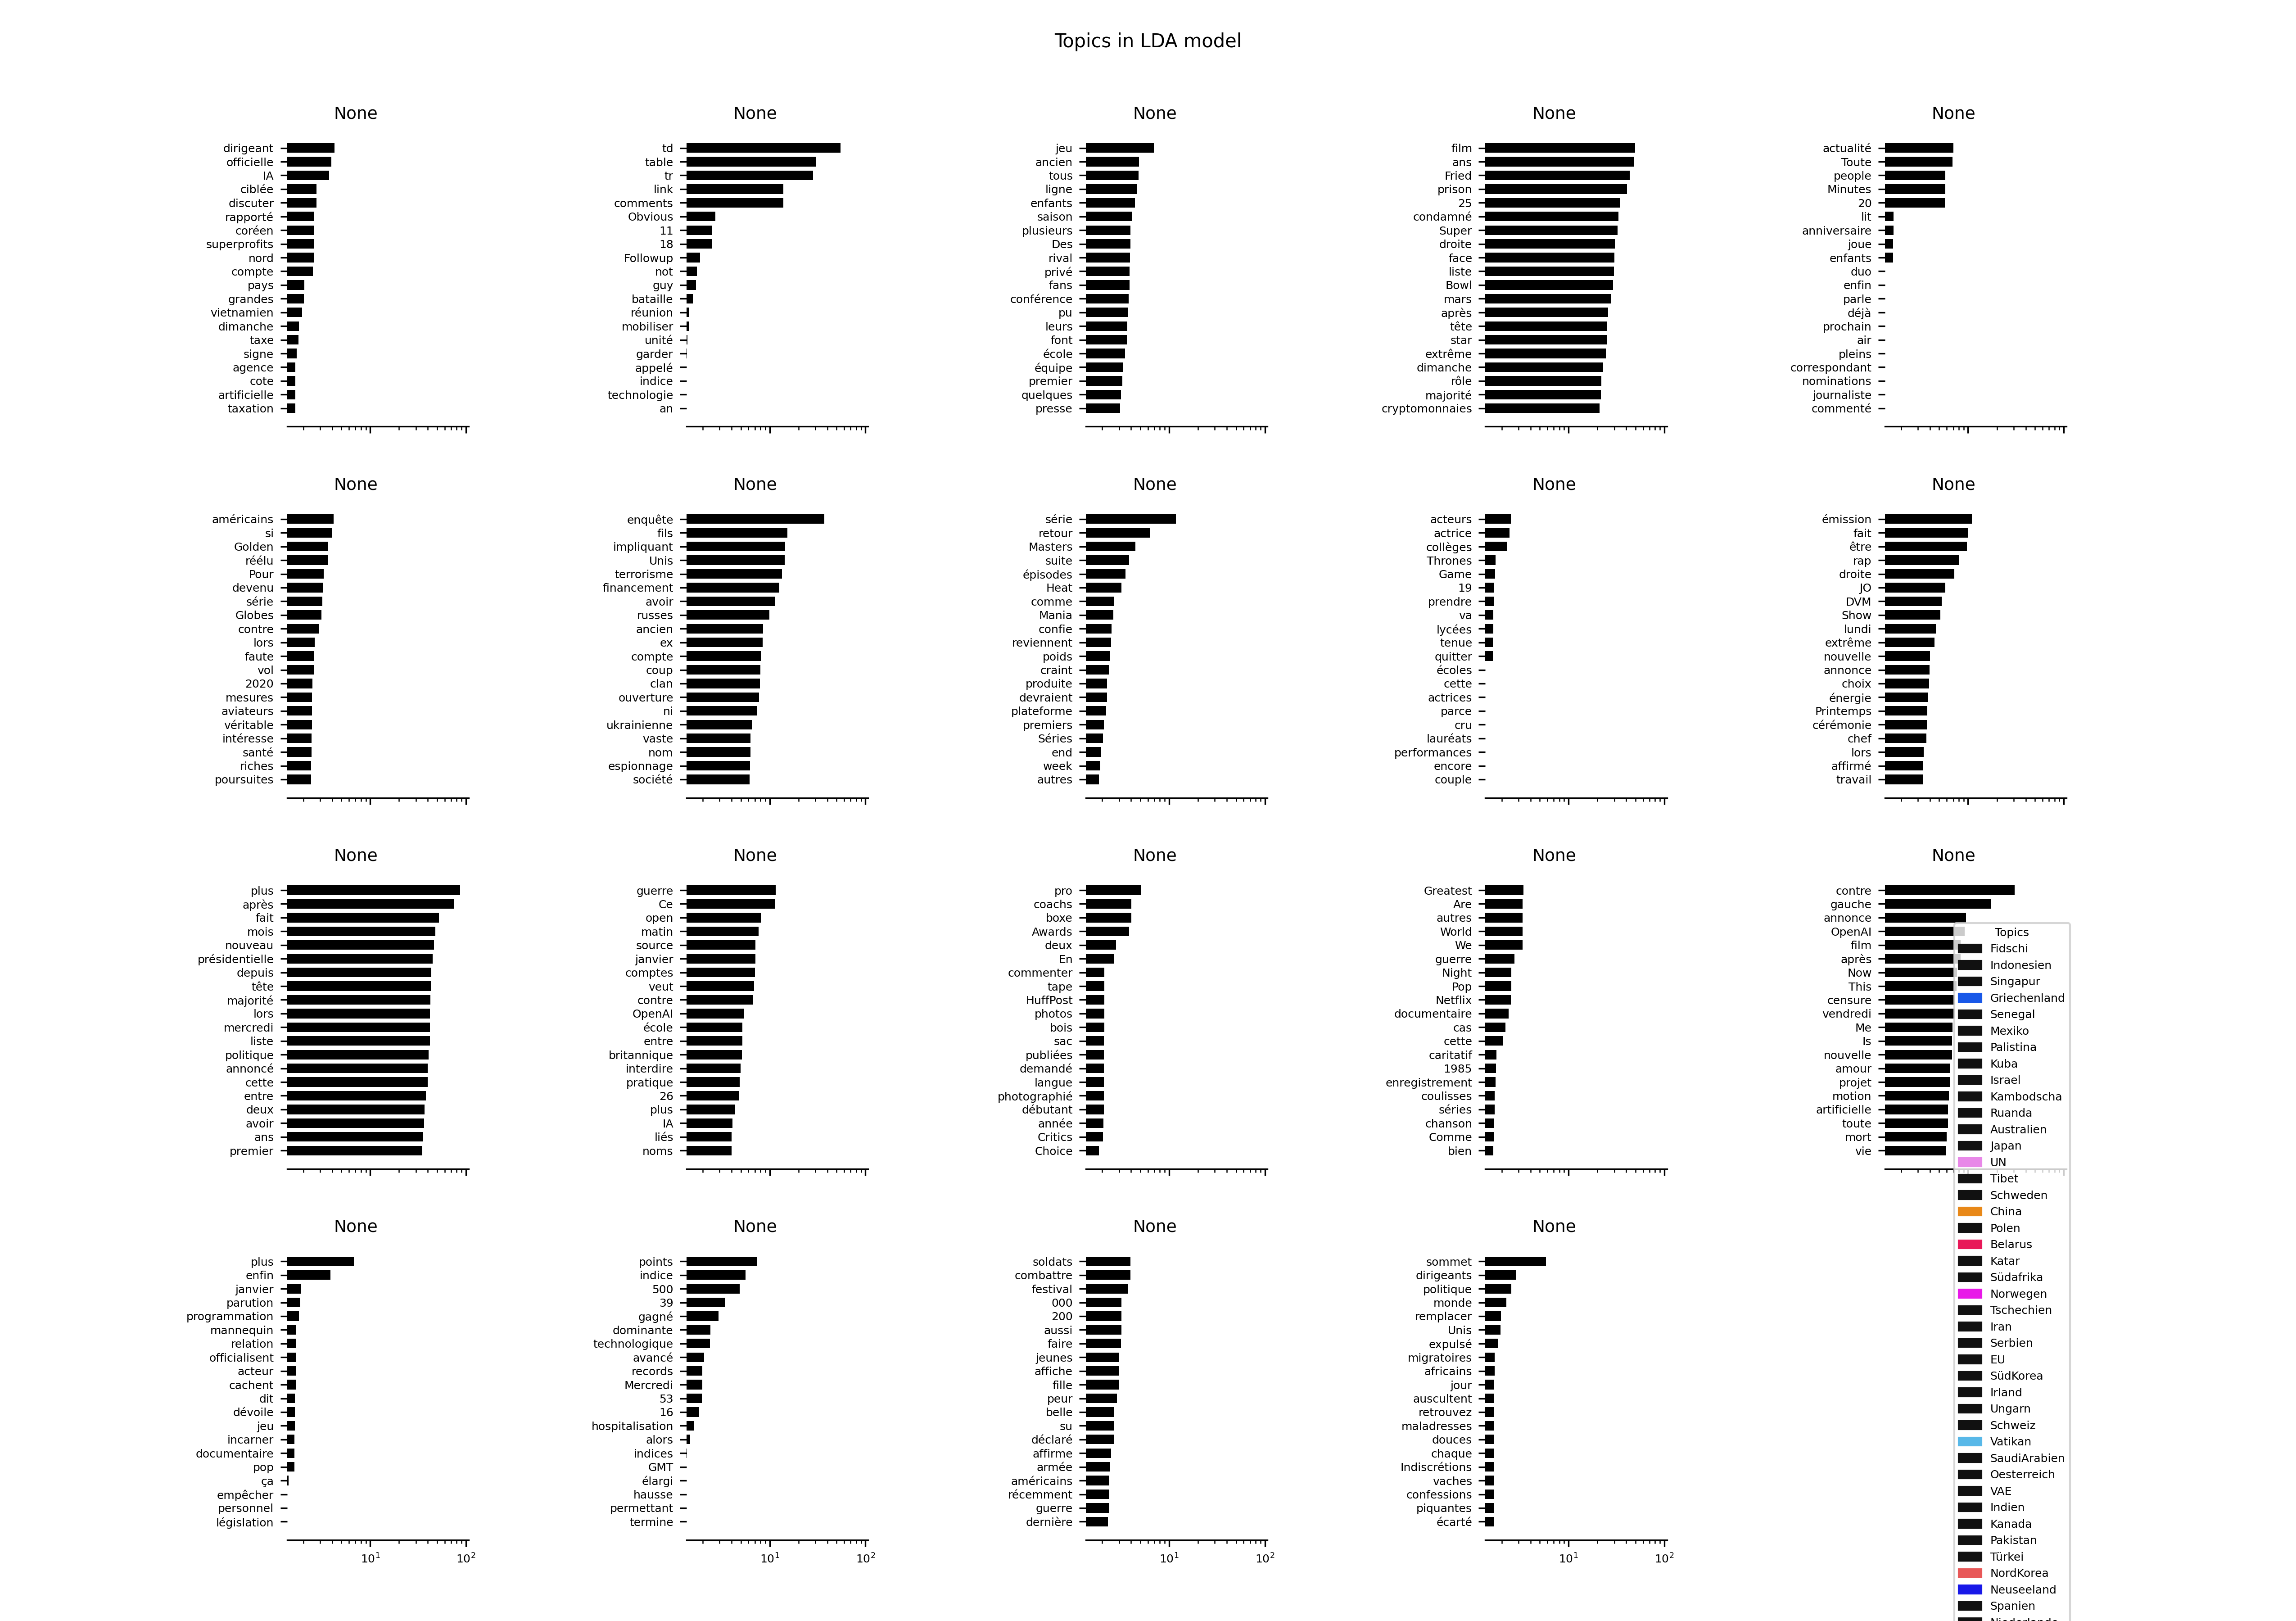 Topics in LDA model
None
dirigeant
officielle
IA
ciblée
discuter
rapporté
coréen
superprofits
nord
compte
pays
grandes
vietnamien
dimanche
taxe
signe
agence
cote
artificielle
taxation
None
td
table
tr
link
comments
Obvious
11
18
Followup
not
guy
bataille
réunion
mobiliser
unité
garder
appelé
indice
technologie
an
None
jeu
ancien
tous
ligne
enfants
saison
plusieurs
Des
rival
privé
fans
conférence
pu
leurs
font
école
équipe
premier
quelques
presse
None
film
ans
Fried
prison
25
condamné
Super
droite
face
liste
Bowl
mars
après
tête
star
extrême
dimanche
rôle
majorité
cryptomonnaies
None
actualité
Toute
people
Minutes
20
lit
anniversaire
joue
enfants
duo
enfin
parle
déjà
prochain
air
pleins
correspondant
nominations
journaliste
commenté
None
américains
si
Golden
réélu
Pour
devenu
série
Globes
contre
lors
faute
vol
2020
mesures
aviateurs
véritable
intéresse
santé
riches
poursuites
None
enquête
fils
impliquant
Unis
terrorisme
financement
avoir
russes
ancien
ex
compte
coup
clan
ouverture
ni
ukrainienne
vaste
nom
espionnage
société
None
série
retour
Masters
suite
épisodes
Heat
comme
Mania
confie
reviennent
poids
craint
produite
devraient
plateforme
premiers
Séries
end
week
autres
None
acteurs
actrice
collèges
Thrones
Game
19
prendre
va
lycées
tenue
quitter
écoles
cette
actrices
parce
cru
lauréats
performances
encore
couple
None
émission
fait
être
rap
droite
JO
DVM
Show
lundi
extrême
nouvelle
annonce
choix
énergie
Printemps
cérémonie
chef
lors
affirmé
travail
None
plus
après
fait
mois
nouveau
présidentielle
depuis
tête
majorité
lors
mercredi
liste
politique
annoncé
cette
entre
deux
avoir
ans
premier
None
guerre
Ce
open
matin
source
janvier
comptes
veut
contre
OpenAI
école
entre
britannique
interdire
pratique
26
plus
IA
liés
noms
None
pro
coachs
boxe
Awards
deux
En
commenter
tape
HuffPost
photos
bois
sac
publiées
demandé
langue
photographié
débutant
année
Critics
Choice
None
Greatest
Are
autres
World
We
guerre
Night
Pop
Netflix
documentaire
cas
cette
caritatif
1985
enregistrement
coulisses
séries
chanson
Comme
bien
None
contre
gauche
annonce
OpenAI
film
après
Now
This
censure
vendredi
Me
Is
nouvelle
amour
projet
motion
artificielle
toute
mort
vie
None
plus
enfin
janvier
parution
programmation
mannequin
relation
officialisent
acteur
cachent
dit
dévoile
jeu
incarner
documentaire
pop
ça
empêcher
personnel
législation
10^1 10^2
None
points
indice
500
39
gagné
dominante
technologique
avancé
records
Mercredi
53
16
hospitalisation
alors
indices
GMT
élargi
hausse
permettant
termine
10^1 10^2
None
soldats
combattre
festival
000
200
aussi
faire
jeunes
affiche
fille
peur
belle
su
déclaré
affirme
armée
américains
récemment
guerre
dernière
10^1 10^2
None
sommet
dirigeants
politique
monde
remplacer
Unis
expulsé
migratoires
africains
jour
auscultent
retrouvez
maladresses
douces
chaque
Indiscrétions
vaches
confessions
piquantes
écarté
10^1 10^2
Topics
Fidschi
Indonesien
Singapur
Griechenland
Senegal
Mexiko
Palistina
Kuba
Israel
Kambodscha
Ruanda
Australien
Japan
UN
Tibet
Schweden
China
Polen
Belarus
Katar
Südafrika
Norwegen
Tschechien
Iran
Serbien
EU
SüdKorea
Irland
Ungarn
Schweiz
Vatikan
SaudiArabien
Oesterreich
VAE
Indien
Kanada
Pakistan
Türkei
NordKorea
Neuseeland
Spanien